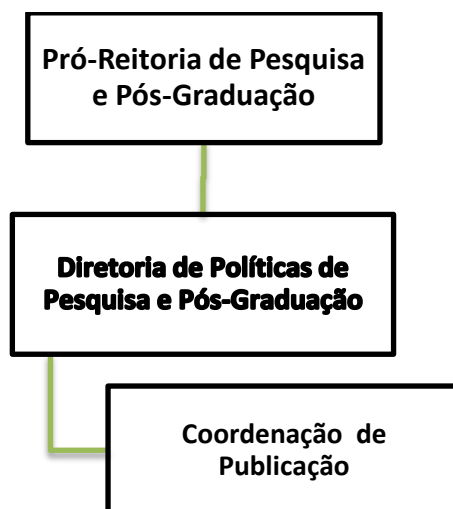 Pró-Reitoria de Pesquisa
e Pós-Graduação
Diretoria de Políticas de
Pesquisa e Pós-Graduação
Coordenação de
Publicação